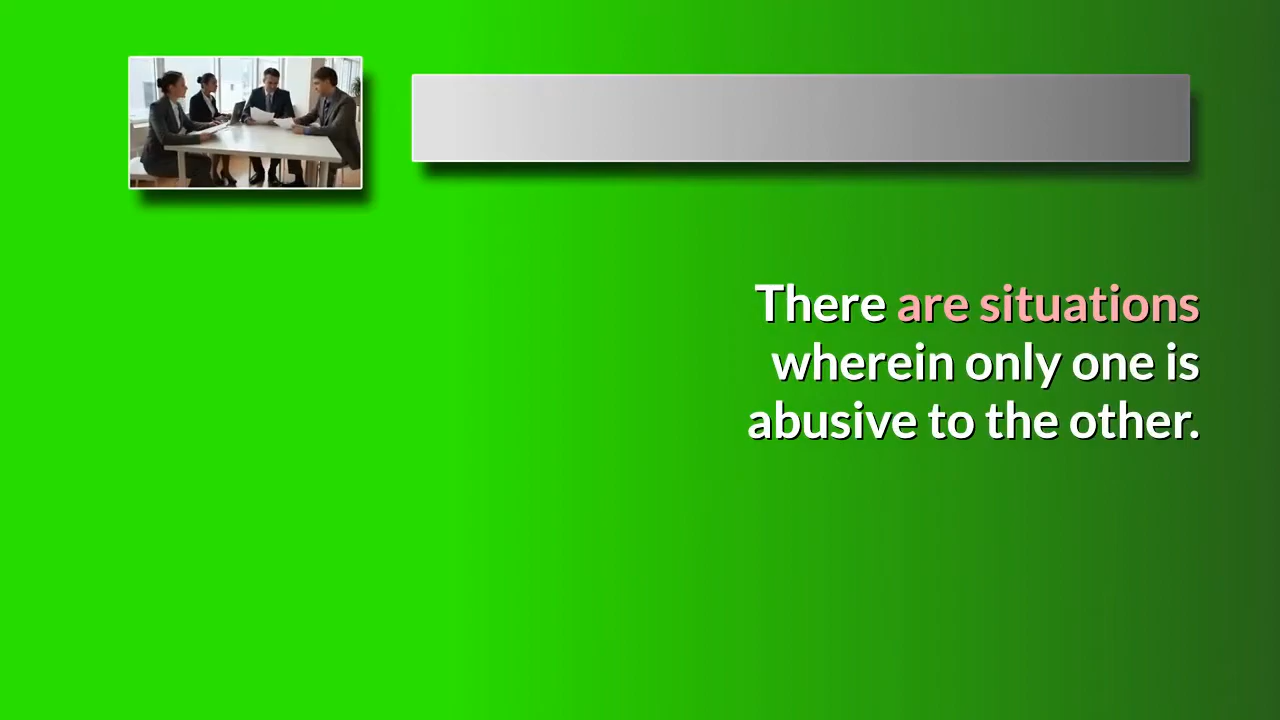 There are situations
wherein only one is
abusive to the other.